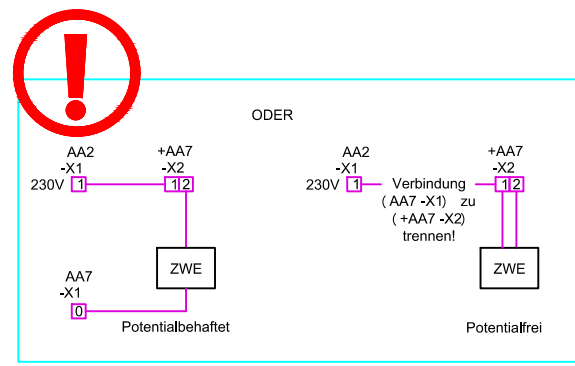 ODER
AA2
-X1
230V 1
+AA7
-X2
1 2
ZWE
AA7
-X1
0
Potentialbehaftet
AA2
-X1
230V 1
Verbindung
( AA7 -X1) zu
( +AA7 -X2)
trennen!
+AA7
-X2
1 2
ZWE
Potentialfrei